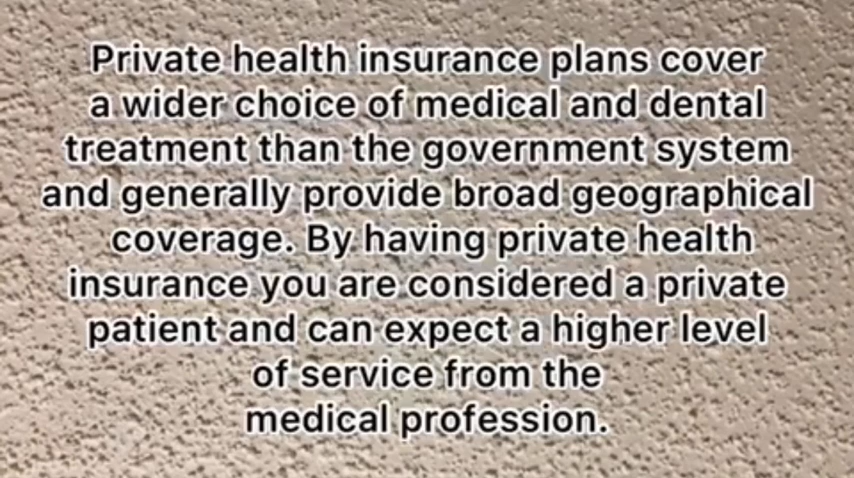 Private health insurance plans cover
a wider choice of medical and dental
treatment than the government system
and generally provide broad geographical
coverage. By having private health
insurance you are considered a private
patient and can expect a higher level
of service from the
medical profession.